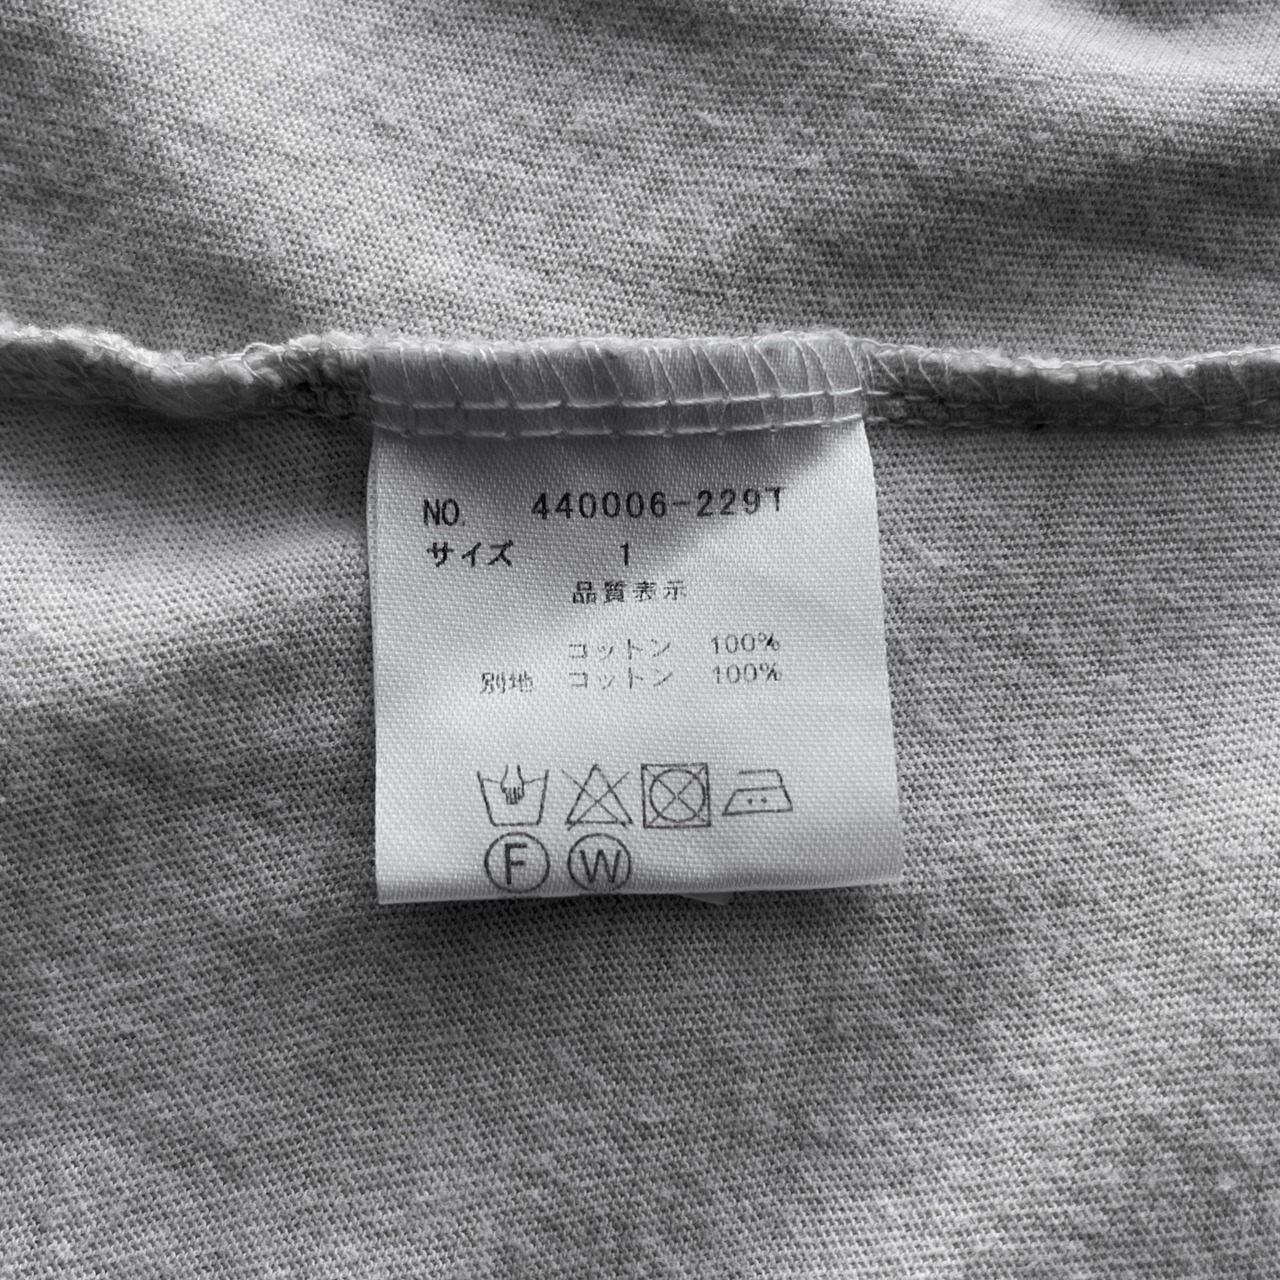 NO. 440006-229T
サイズ 1
品質表示
コットン 100%
別地 コットン 100%
F W